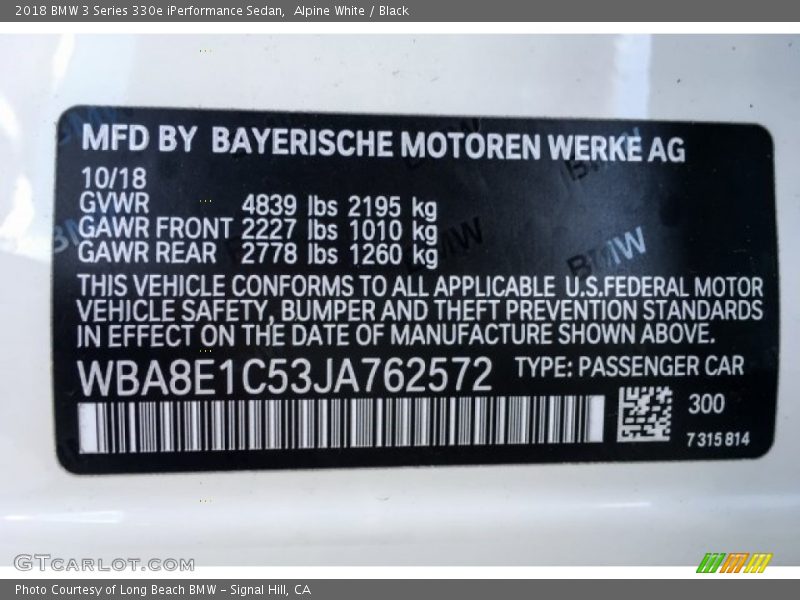 2018 BMW 3 Series 330e iPerformance Sedan,  Alpine White / Black
MFD BY BAYERISCHE MOTOREN WERKE AG
10/18
GVWR 4839 lbs 2195 kg
GAWR FRONT 2227 lbs 1010 kg
GAWR REAR 2778 lbs 1260 kg
THIS VEHICLE CONFORMS TO ALL APPLICABLE U.S.FEDERAL MOTOR
VEHICLE SAFETY, BUMPER AND THEFT PREVENTION STANDARDS
IN EFFECT ON THE DATE OF MANUFACTURE SHOWN ABOVE.
WBA8E1C53JA762572 TYPE: PASSENGER CAR
300
7 315 814
BMW
BMW
BMW
GTCARLOT.COM
Photo Courtesy of Long Beach BMW - Signal Hill, CA